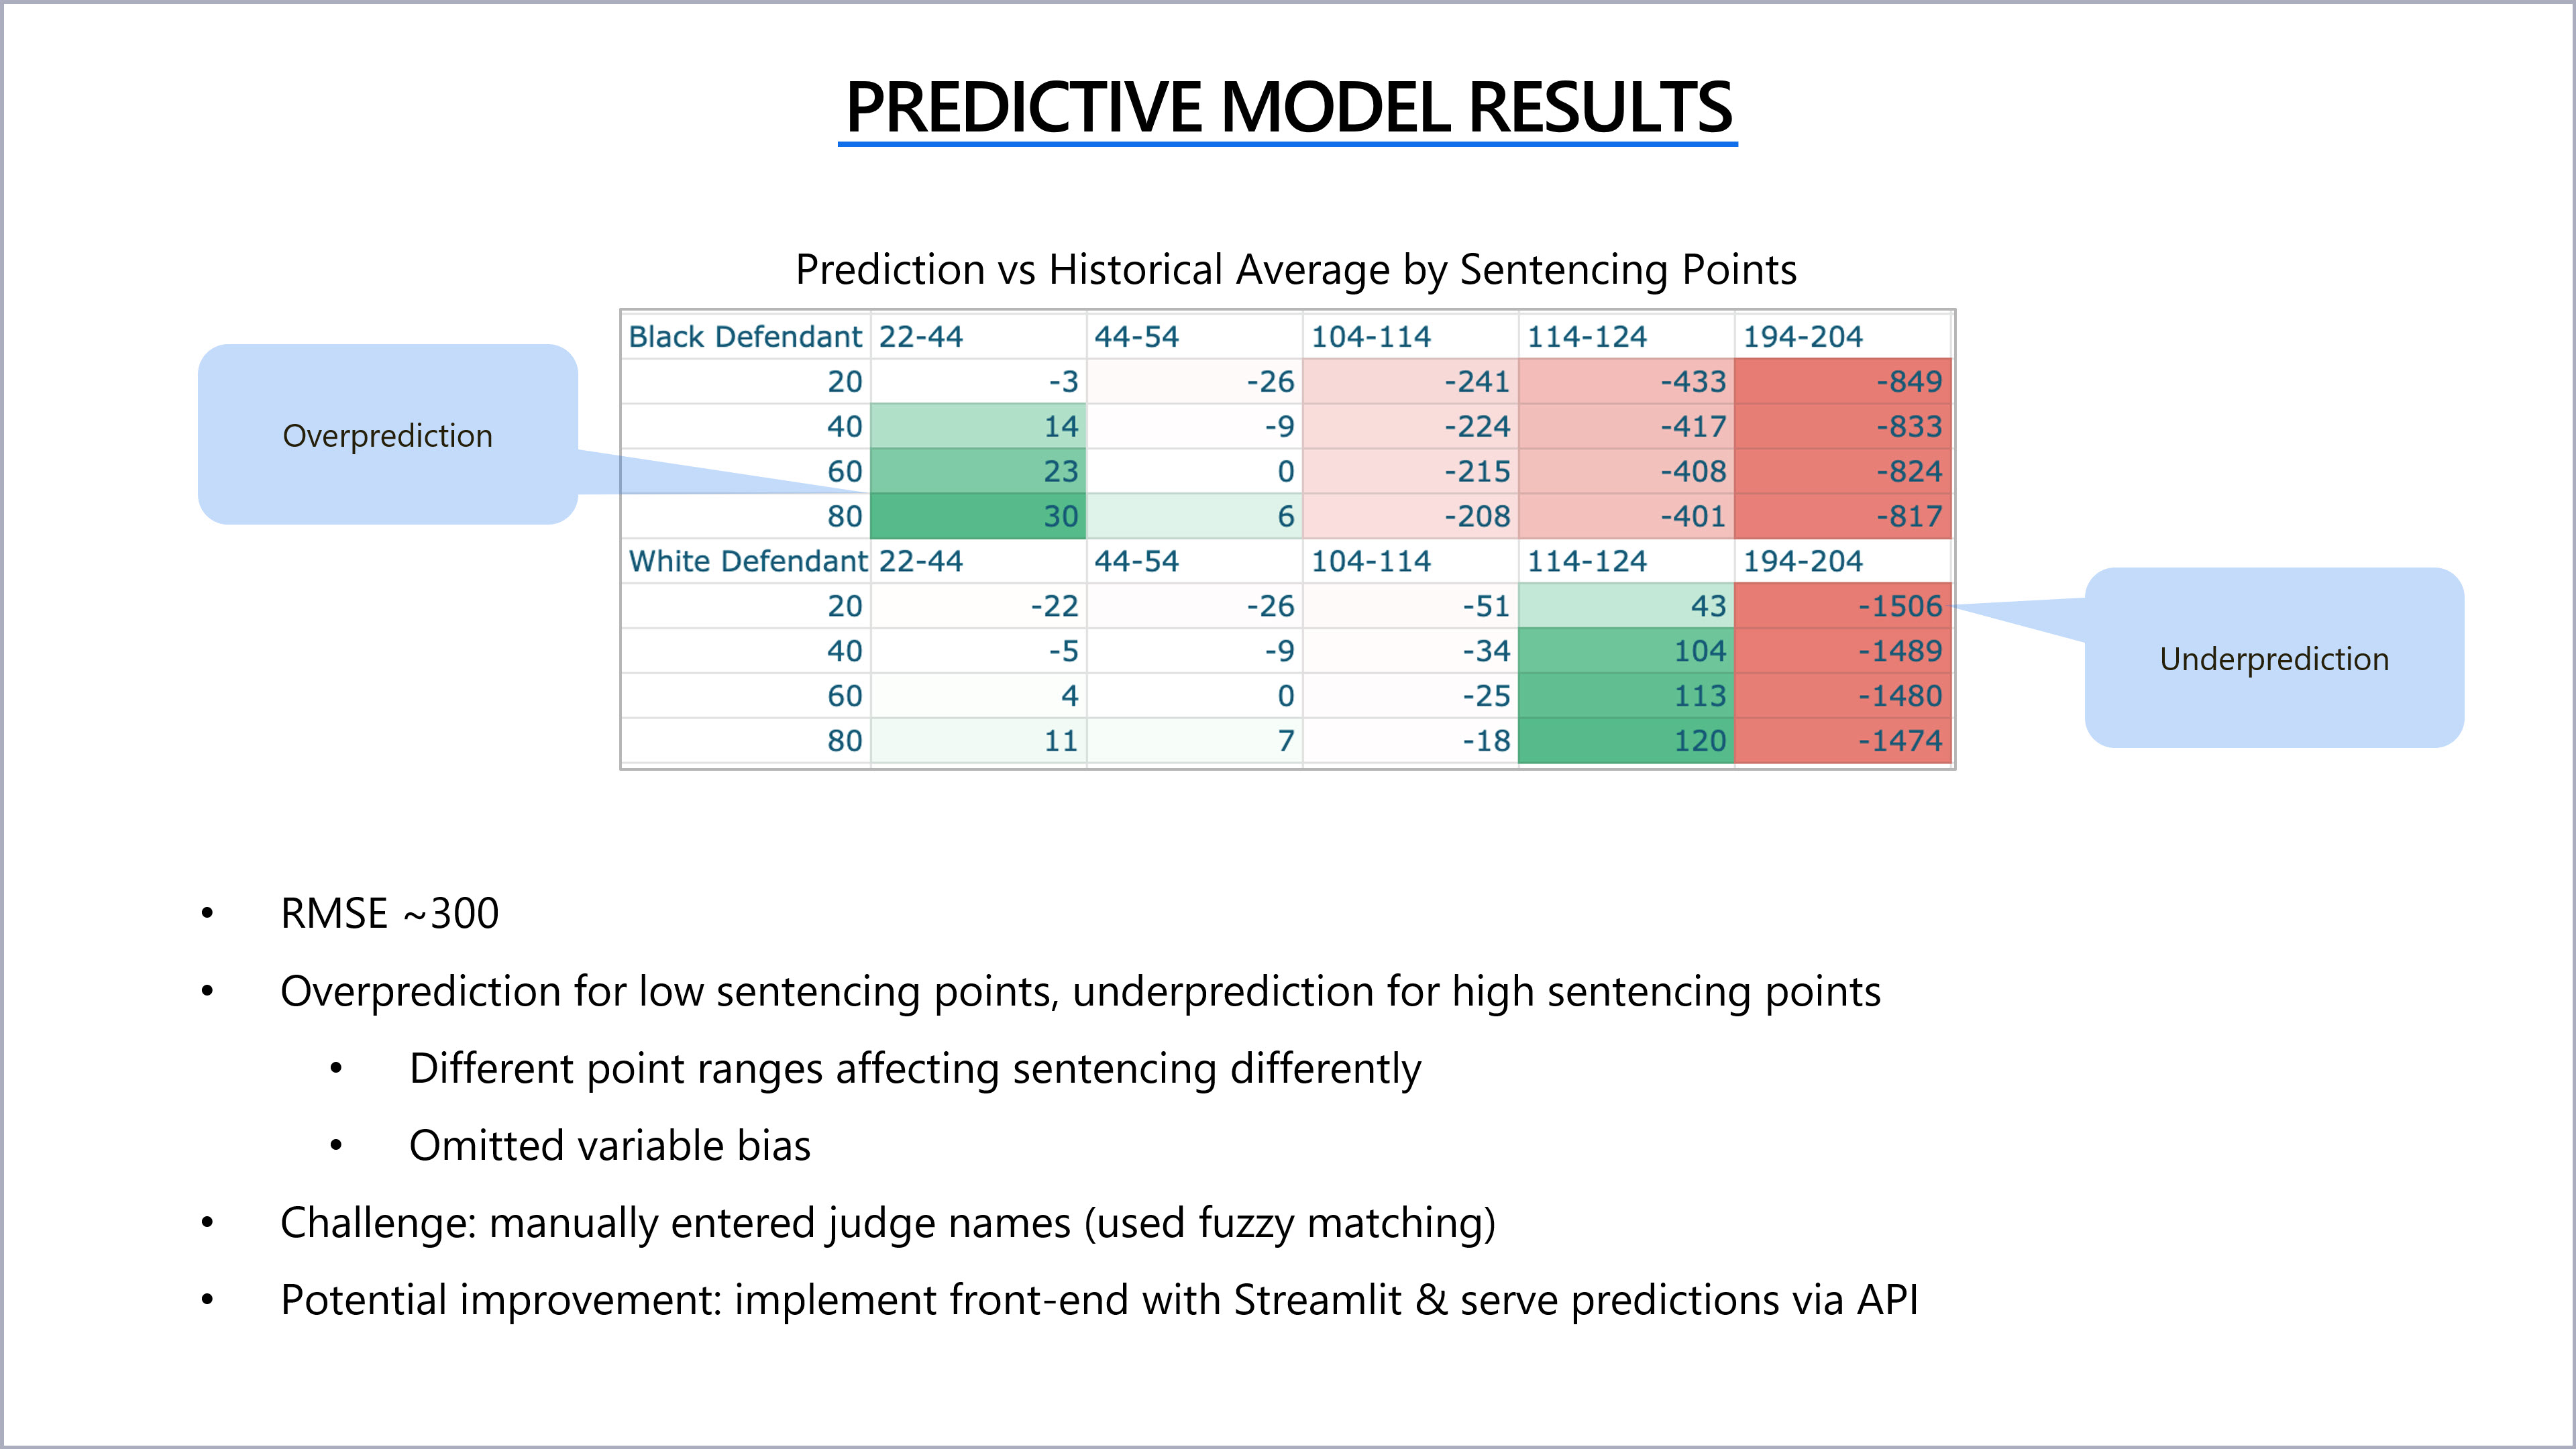 PREDICTIVE MODEL RESULTS
Prediction vs Historical Average by Sentencing Points
Black Defendant 22-44 44-54 104-114 114-124 194-204
20 -3 -26 -241 -433 -849
40 14 -9 -224 -417 -833
60 23 0 -215 -408 -824
80 30 6 -208 -401 -817
White Defendant 22-44 44-54 104-114 114-124 194-204
20 -22 -26 -51 43 -1506
40 -5 -9 -34 104 -1489
60 4 0 -25 113 -1480
80 11 7 -18 120 -1474
Overprediction
Underprediction
• RMSE ~300
• Overprediction for low sentencing points, underprediction for high sentencing points
• Different point ranges affecting sentencing differently
• Omitted variable bias
• Challenge: manually entered judge names (used fuzzy matching)
• Potential improvement: implement front-end with Streamlit & serve predictions via API